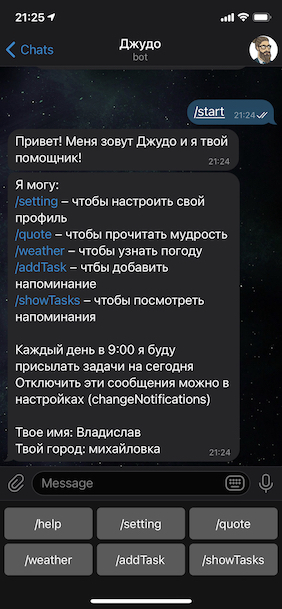 21:25
Chats
Джудо
bot
/start
21:24
Привет! Меня зовут Джудо и я твой
помощник!
21:24
Я могу:
/setting – чтобы настроить свой
профиль
/quote – чтобы прочитать мудрость
/weather – чтобы узнать погоду
/addTask – чтбы добавить
напоминание
/showTasks – чтобы посмотреть
напоминания
Каждый день в 9:00 я буду
присылать задачи на сегодня
Отключить эти сообщения можно в
настройках (changeNotifications)
Твое имя: Владислав
Твой город: михайловка
21:24
Message
/help /setting /quote
/weather /addTask /showTasks